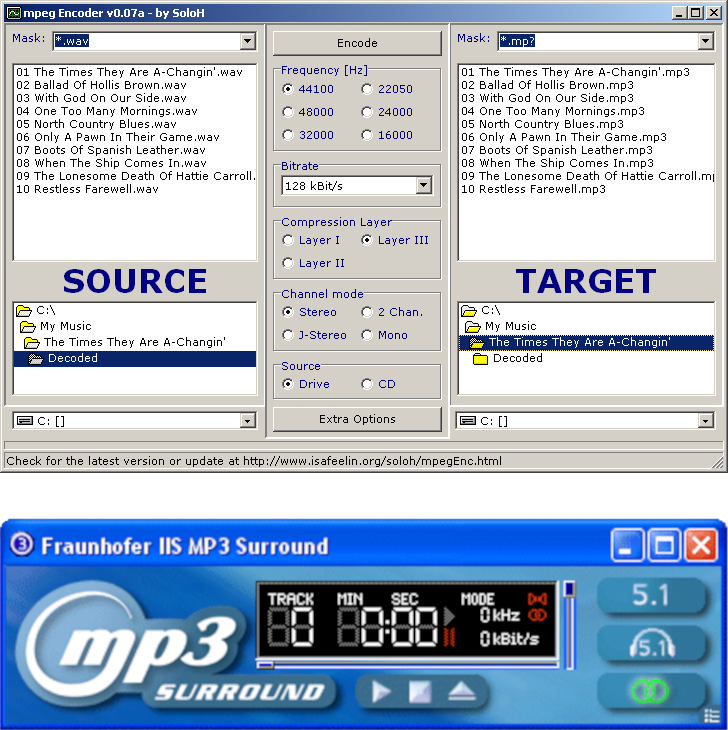 mpeg Encoder v0.07a - by SoloH
Mask: *.wav
01 The Times They Are A-Changin'.wav
02 Ballad Of Hollis Brown.wav
03 With God On Our Side.wav
04 One Too Many Mornings.wav
05 North Country Blues.wav
06 Only A Pawn In Their Game.wav
07 Boots Of Spanish Leather.wav
08 When The Ship Comes In.wav
09 The Lonesome Death Of Hattie Carroll.
10 Restless Farewell.wav
SOURCE
C:\
My Music
The Times They Are A-Changin'
Decoded
C: []
Encode
Frequency [Hz]
44100 22050
48000 24000
32000 16000
Bitrate
128 kBit/s
Compression Layer
Layer I Layer III
Layer II
Channel mode
Stereo 2 Chan.
J-Stereo Mono
Source
Drive CD
Extra Options
Mask: *.mp?
01 The Times They Are A-Changin'.mp3
02 Ballad Of Hollis Brown.mp3
03 With God On Our Side.mp3
04 One Too Many Mornings.mp3
05 North Country Blues.mp3
06 Only A Pawn In Their Game.mp3
07 Boots Of Spanish Leather.mp3
08 When The Ship Comes In.mp3
09 The Lonesome Death Of Hattie Carroll.mp
10 Restless Farewell.mp3
TARGET
C:\
My Music
The Times They Are A-Changin'
Decoded
C: []
Check for the latest version or update at http://www.isafeelin.org/soloh/mpegEnc.html
3 Fraunhofer IIS MP3 Surround
mp3
SURROUND
TRACK MIN SEC MODE
0 0:00 0kHz
0kBit/s
5.1
5.1